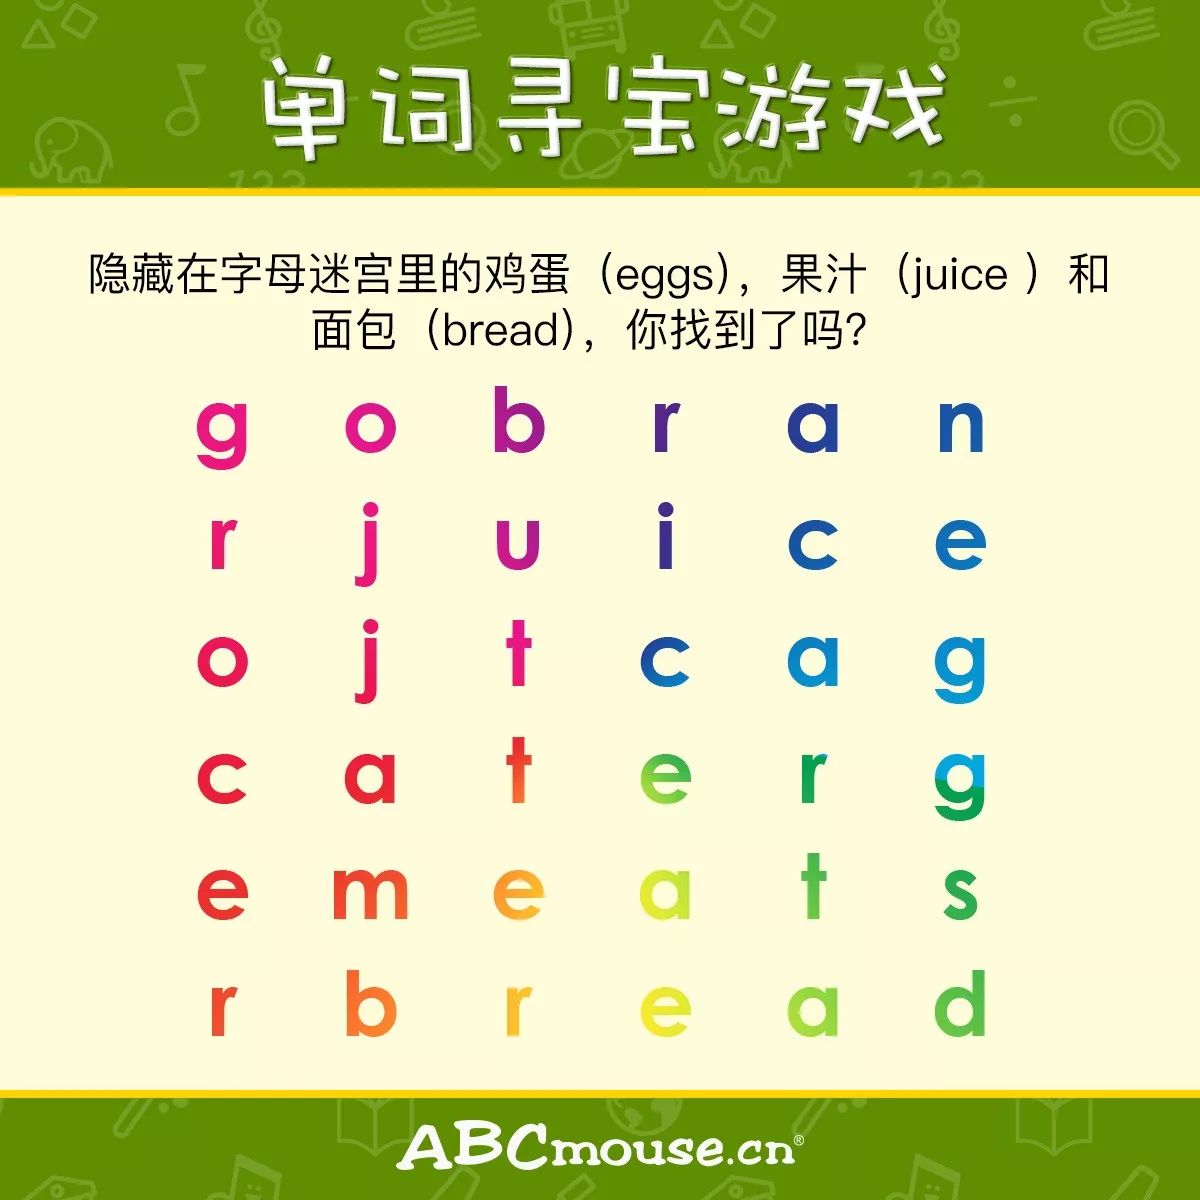 单词寻宝游戏
隐藏在字母迷宫里的鸡蛋（eggs），果汁（juice ）和
面包（bread），你找到了吗？
g o b r a n
r j u i c e
o j t c a g
c a t e r g
e m e a t s
r b r e a d
ABCmouse.cn®